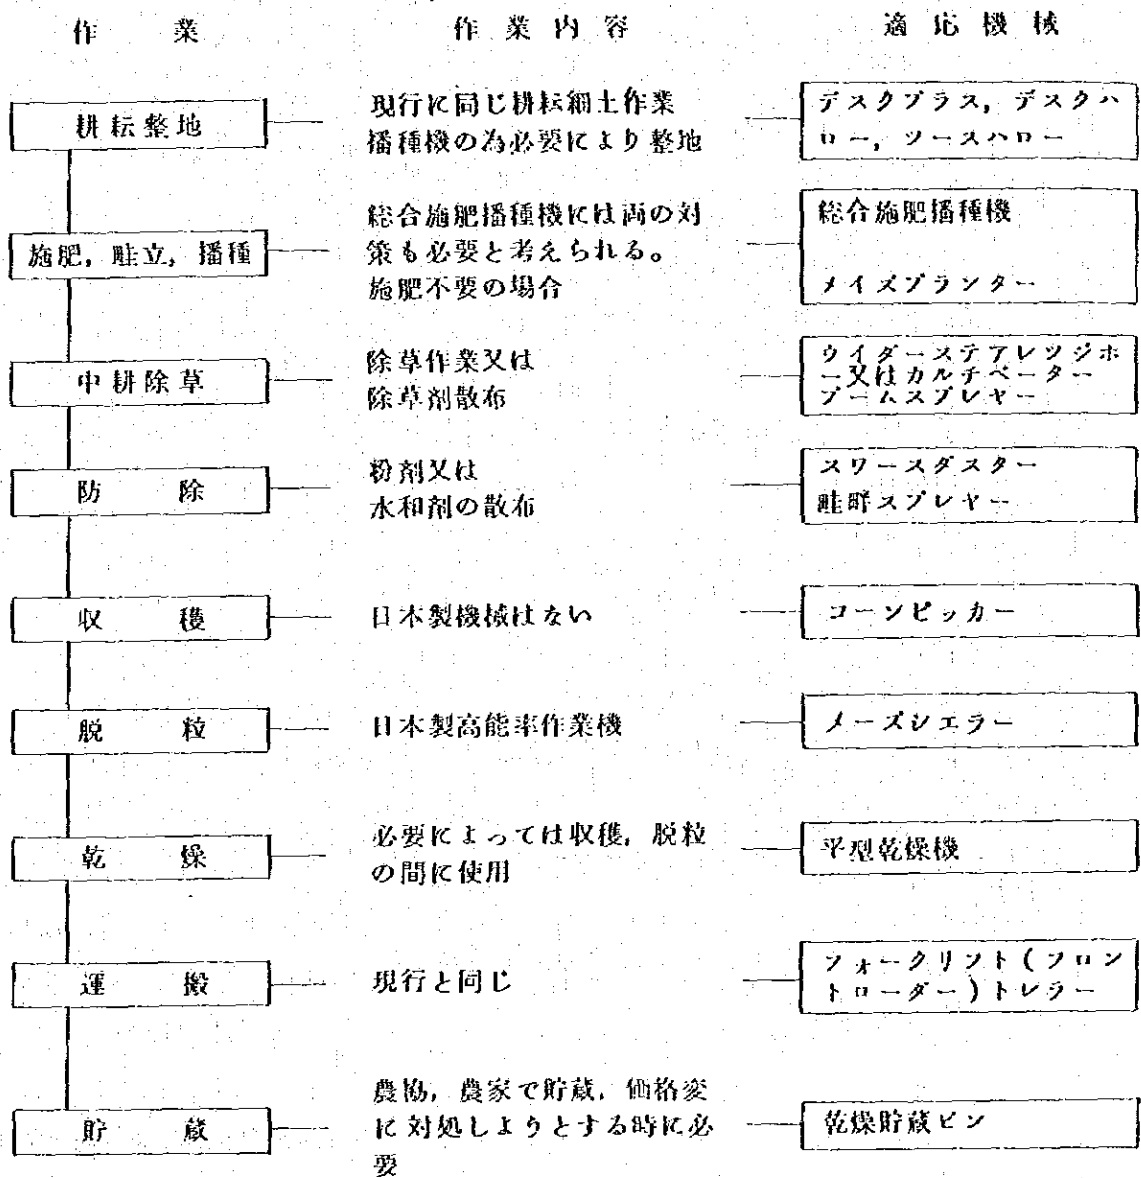 作業 作業内容 適応機械
耕耘整地
現行に同じ耕耘細土作業
播種機の為必要により整地
デスクプラス,デスクハ
ロー,ソースハロー
施肥,畦立,播種
総合施肥播種機には両の対
策も必要と考えられる。
施肥不要の場合
総合施肥播種機
メイズプランター
中耕除草
除草作業又は
除草剤散布
ウイダーステアレツジホ
ー又はカルチベーター
ブームスプレヤー
防除
粉剤又は
水和剤の散布
スワースダスター
畦畔スプレヤー
収穫
日本製機械はない
コーンピッカー
脱粒
日本製高能率作業機
メーズシエラー
乾燥
必要によっては収穫,脱粒
の間に使用
平型乾燥機
運搬
現行と同じ
フォークリフト(フロン
トローダー)トレラー
貯蔵
農協,農家で貯蔵,価格変
に対処しようとする時に必
要
乾燥貯蔵ビン